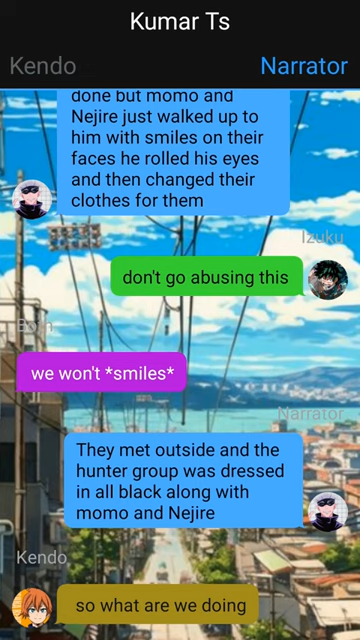 Kumar Ts
Kendo
Narrator
done but momo and
Nejire just walked up to
him with smiles on their
faces he rolled his eyes
and then changed their
clothes for them
Izuku
don't go abusing this
Both
we won't *smiles*
Narrator
They met outside and the
hunter group was dressed
in all black along with
momo and Nejire
Kendo
so what are we doing